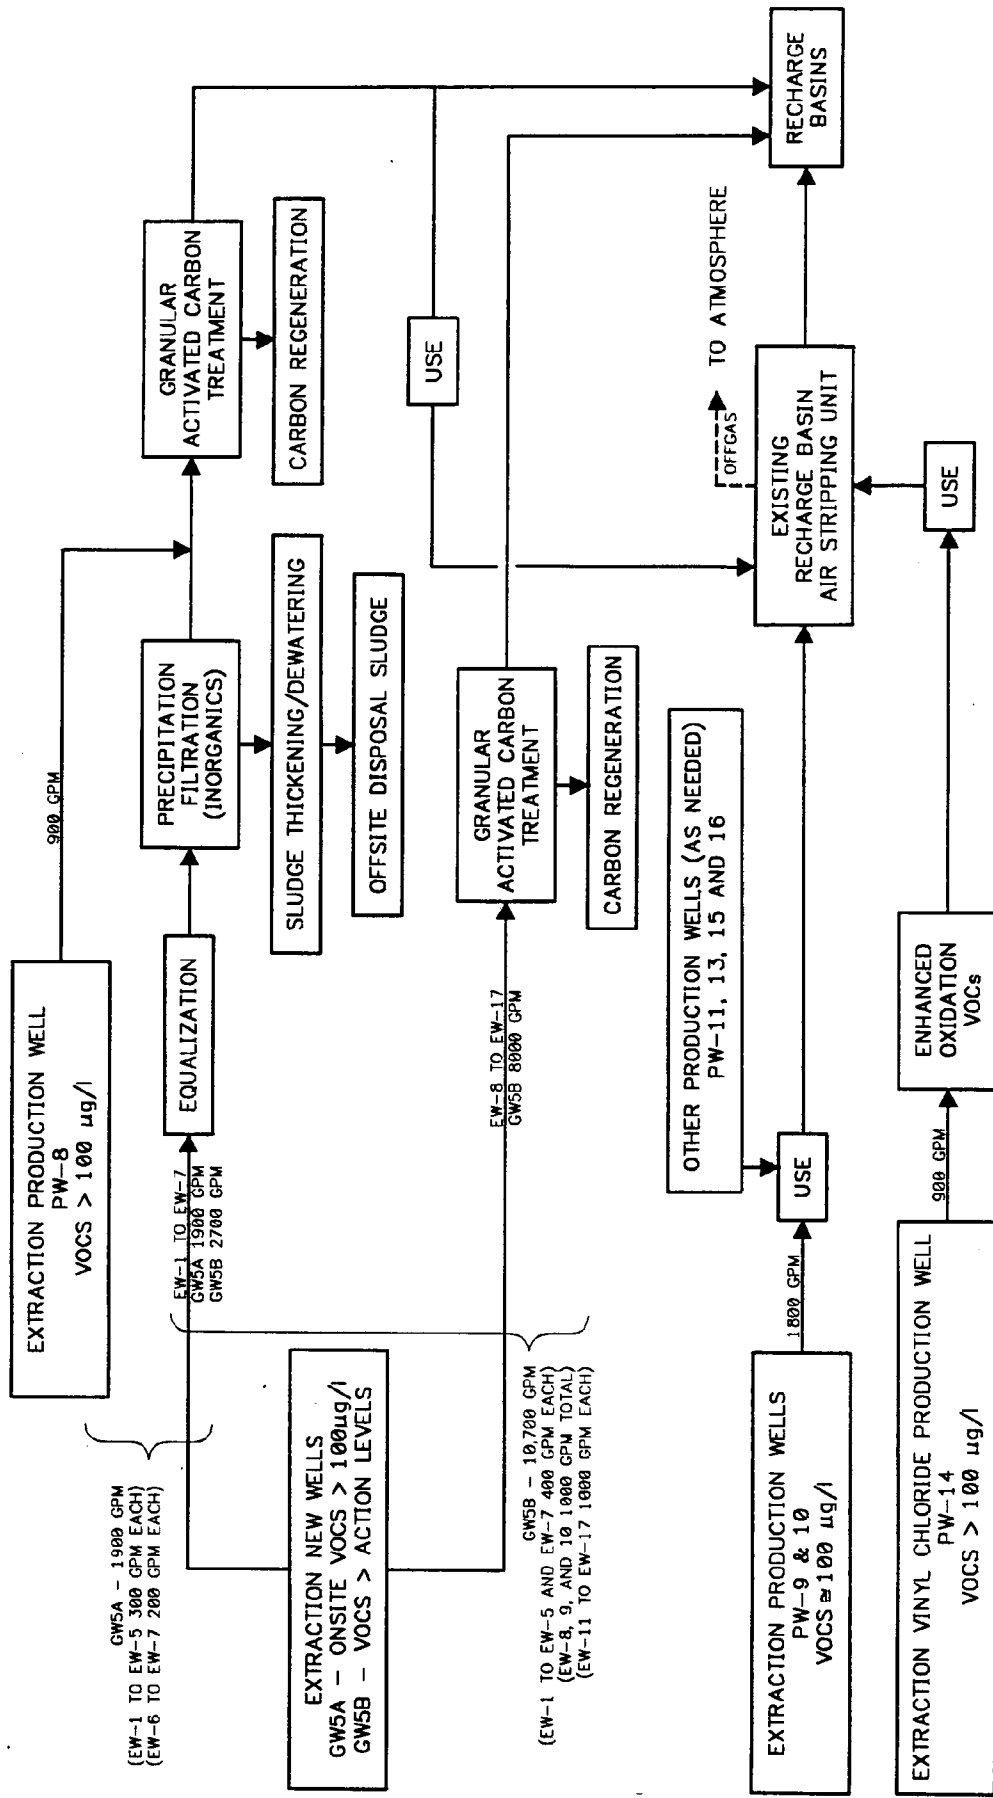 EXTRACTION PRODUCTION WELL
PW-8
VOCS > 100 µg/l
900 GPM
GW5A - 1900 GPM
(EW-1 TO EW-5 300 GPM EACH)
(EW-6 TO EW-7 200 GPM EACH)
EW-1 TO EW-7
GW5A 1900 GPM
GW5B 2700 GPM
EQUALIZATION
PRECIPITATION
FILTRATION
(INORGANICS)
SLUDGE THICKENING/DEWATERING
OFFSITE DISPOSAL SLUDGE
GRANULAR
ACTIVATED CARBON
TREATMENT
CARBON REGENERATION
USE
EXTRACTION NEW WELLS
GW5A - ONSITE VOCS > 100µg/l
GW5B - VOCS > ACTION LEVELS
GW5B - 10,700 GPM
(EW-1 TO EW-5 AND EW-7 400 GPM EACH)
(EW-8, 9, AND 10 1000 GPM TOTAL)
(EW-11 TO EW-17 1000 GPM EACH)
EW-8 TO EW-17
GW5B 8000 GPM
GRANULAR
ACTIVATED CARBON
TREATMENT
CARBON REGENERATION
OTHER PRODUCTION WELLS (AS NEEDED)
PW-11, 13, 15 AND 16
EXTRACTION PRODUCTION WELLS
PW-9 & 10
VOCS ≅ 100 µg/l
1800 GPM
USE
EXISTING
RECHARGE BASIN
AIR STRIPPING UNIT
OFFGAS
TO ATMOSPHERE
RECHARGE
BASINS
EXTRACTION VINYL CHLORIDE PRODUCTION WELL
PW-14
VOCS > 100 µg/l
900 GPM
ENHANCED
OXIDATION
VOCs
USE